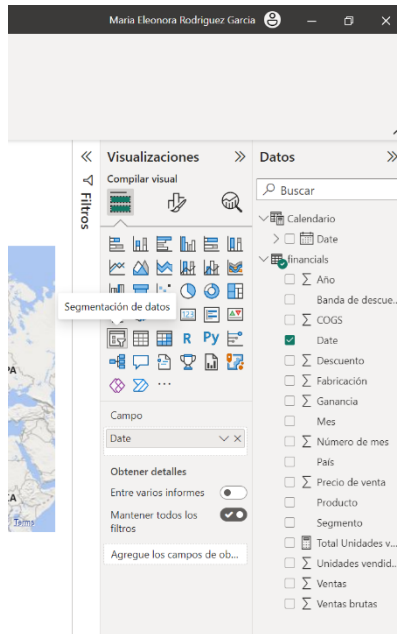 Maria Eleonora Rodriguez Garcia
Visualizaciones
Datos
Compilar visual
Filtros
Buscar
Calendario
Date
financials
Año
Banda de descue...
COGS
Date
Descuento
Fabricación
Ganancia
Mes
Número de mes
País
Precio de venta
Producto
Segmento
Total Unidades v...
Unidades vendid...
Ventas
Ventas brutas
Segmentación de datos
123
R
Py
...
Campo
Date
Obtener detalles
Entre varios informes
Mantener todos los
filtros
Agregue los campos de ob...
PA
CA
Terms